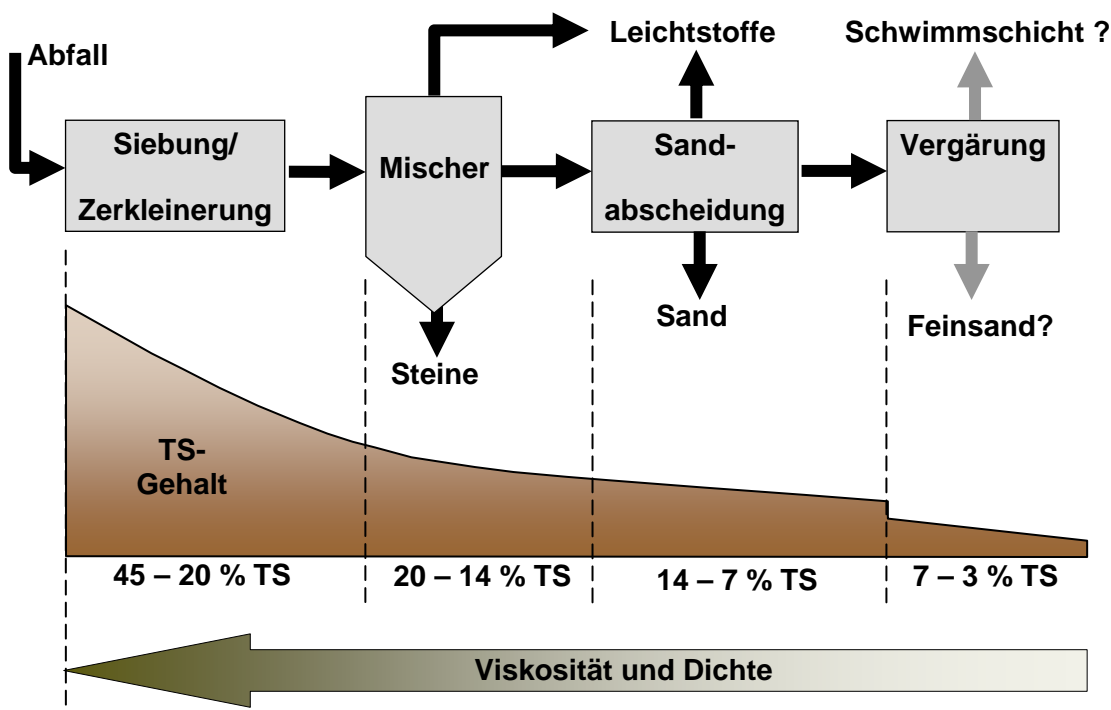 Leichtstoffe
Schwimmschicht ?
Abfall
Siebung/
Zerkleinerung
Mischer
Sand-
abscheidung
Vergärung
Steine
Sand
Feinsand?
TS-
Gehalt
45 – 20 % TS
20 – 14 % TS
14 – 7 % TS
7 – 3 % TS
Viskosität und Dichte